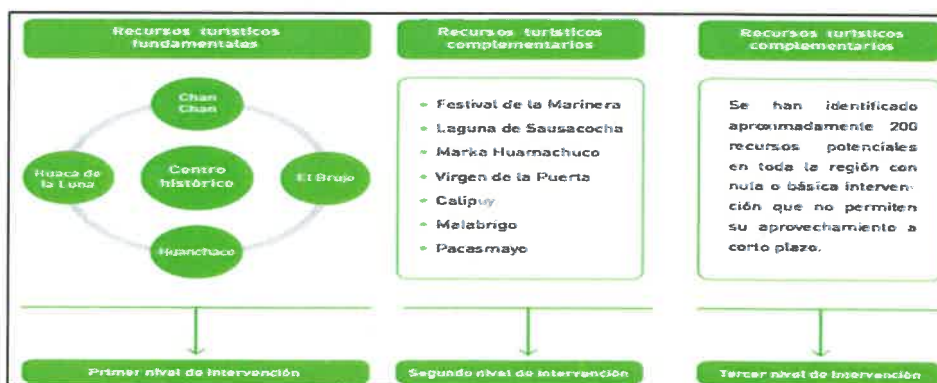 Recursos turísticos
fundamentales
Chan
Chan
Huaca de
la Luna
Centro
histórico
El Brujo
Huanchaco
Primer nivel de intervención
Recursos turísticos
complementarios
• Festival de la Marinera
• Laguna de Sausacocha
• Marka Huamachuco
• Virgen de la Puerta
• Calipuy
• Malabrigo
• Pacasmayo
Segundo nivel de intervención
Recursos turísticos
complementarios
Se han identificado
aproximadamente 200
recursos potenciales
en toda la región con
nula o básica interven-
ción que no permiten
su aprovechamiento a
corto plazo.
Tercer nivel de intervención